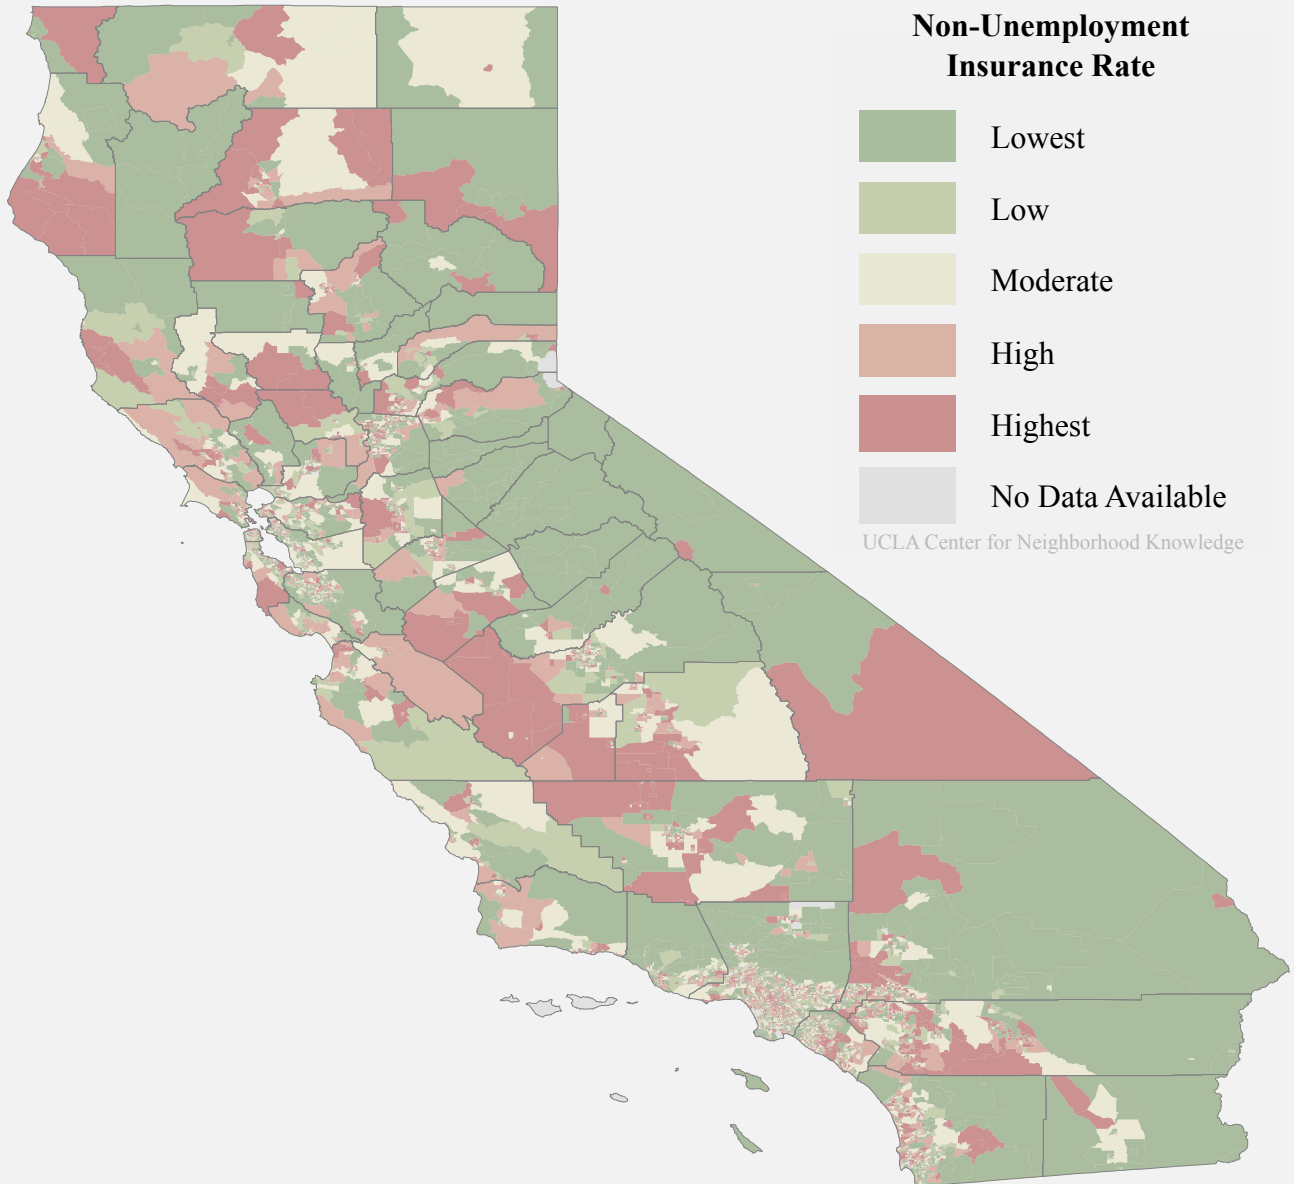 Non-Unemployment
Insurance Rate
Lowest
Low
Moderate
High
Highest
No Data Available
UCLA Center for Neighborhood Knowledge